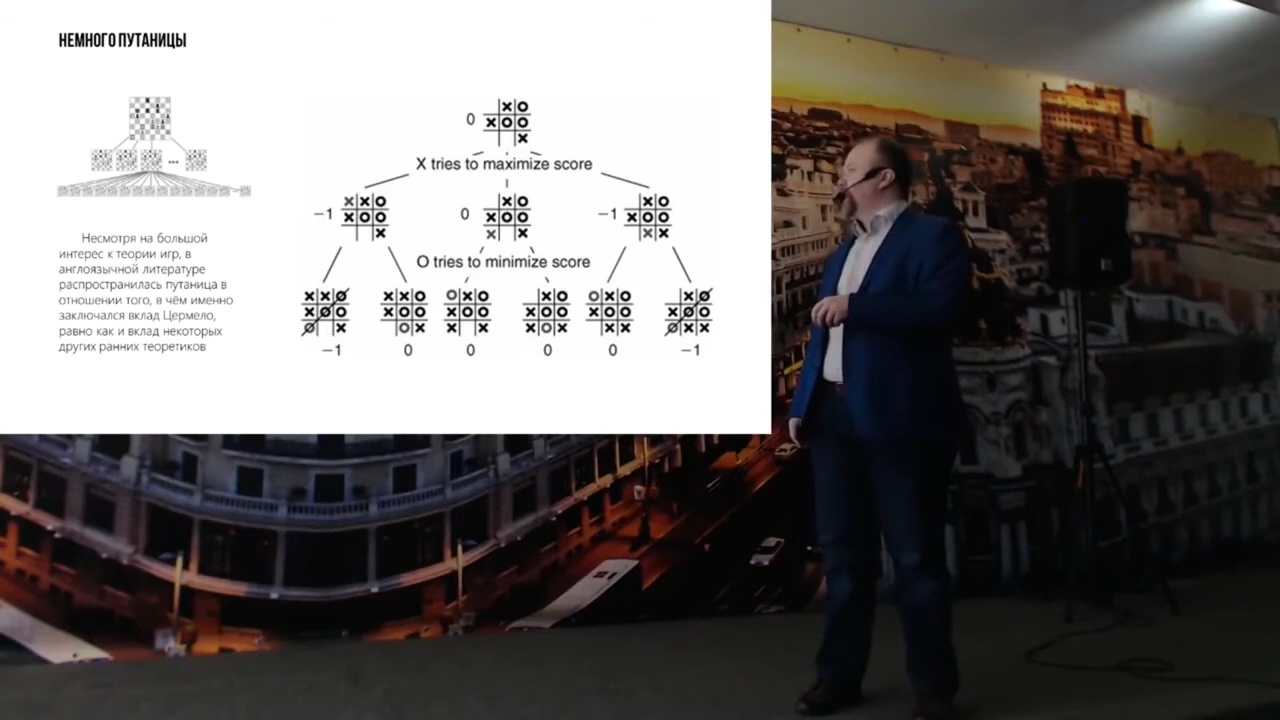 НЕМНОГО ПУТАНИЦЫ
Несмотря на большой
интерес к теории игр, в
англоязычной литературе
распространилась путаница в
отношении того, в чём именно
заключался вклад Цермело,
равно как и вклад некоторых
других ранних теоретиков
0
X O
X O O
X
X tries to maximize score
−1
X X O
X O O
X
0
X O
X O O
X X
−1
X O
X O O
X X
O tries to minimize score
X X O
X O O
O X
X X O
X O O
O X
O X O
X O O
X X
X O
X O O
X O X
O X O
X O O
X X
X O
X O O
O X X
−1
0
0
0
0
−1